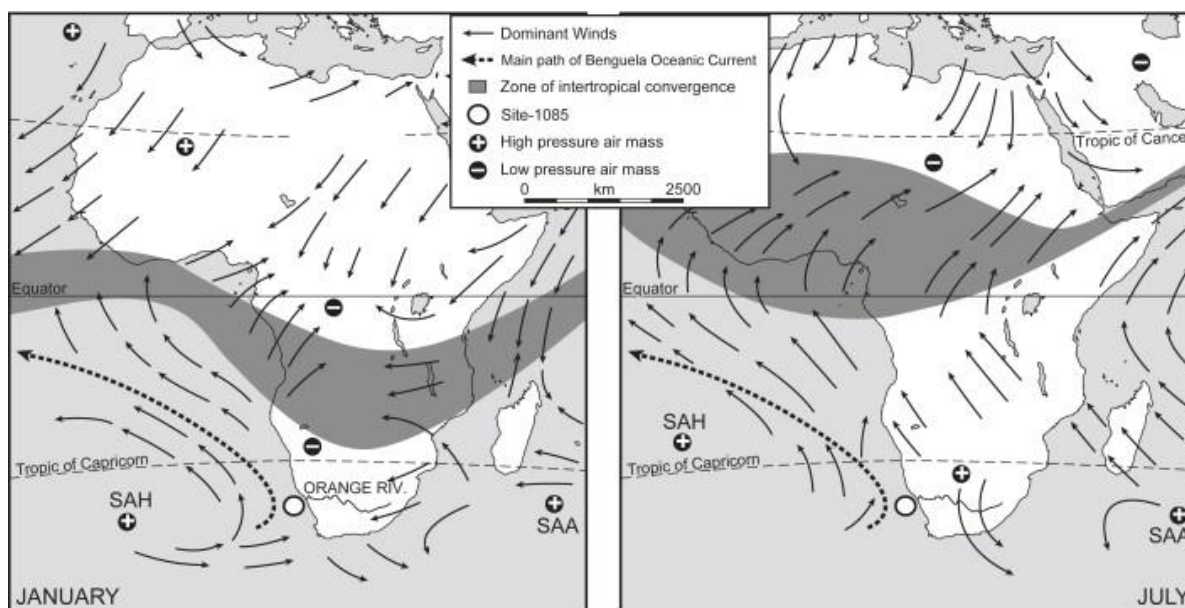 Dominant Winds
Main path of Benguela Oceanic Current
Zone of intertropical convergence
Site-1085
High pressure air mass
Low pressure air mass
0 km 2500
Equator
Tropic of Capricorn
SAH
ORANGE RIV.
SAA
JANUARY
Tropic of Cance
Equator
SAH
Tropic of Capricorn
SAA
JULY